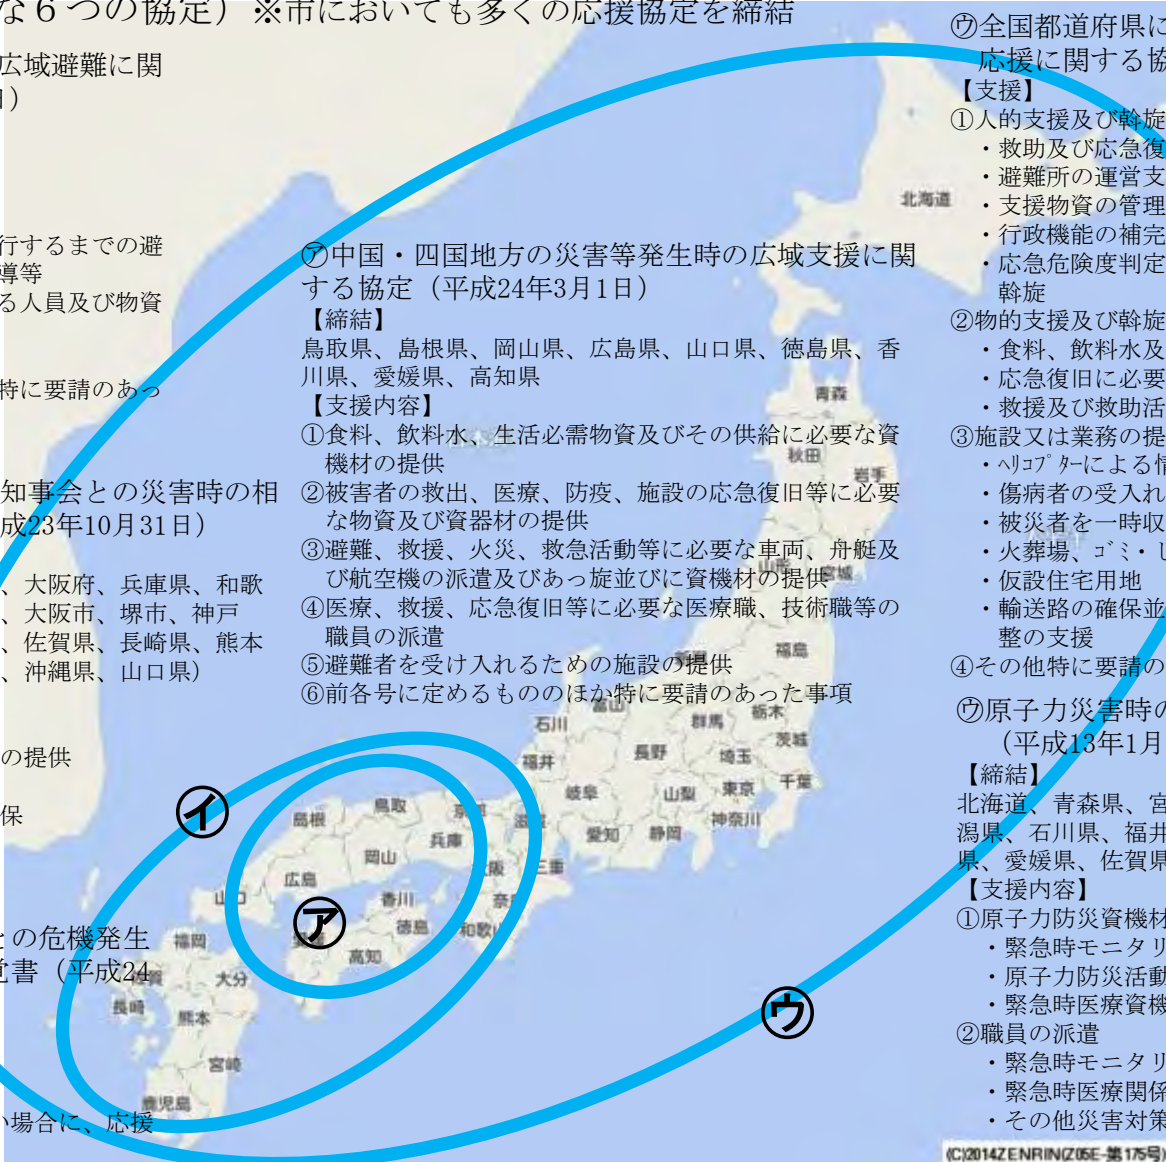 な６つの協定）※市においても多くの応援協定を締結
広域避難に関
行するまでの避
導等
る人員及び物資
特に要請のあっ
知事会との災害時の相
成23年10月31日）
、大阪府、兵庫県、和歌
、大阪市、堺市、神戸
、佐賀県、長崎県、熊本
、沖縄県、山口県）
の提供
保
との危機発生
覚書（平成24
い場合に、応援
㋐中国・四国地方の災害等発生時の広域支援に関
する協定（平成24年3月1日）
【締結】
鳥取県、島根県、岡山県、広島県、山口県、徳島県、香
川県、愛媛県、高知県
【支援内容】
①食料、飲料水、生活必需物資及びその供給に必要な資
機材の提供
②被害者の救出、医療、防疫、施設の応急復旧等に必要
な物資及び資器材の提供
③避難、救援、火災、救急活動等に必要な車両、舟艇及
び航空機の派遣及びあっ旋並びに資機材の提供
④医療、救援、応急復旧等に必要な医療職、技術職等の
職員の派遣
⑤避難者を受け入れるための施設の提供
⑥前各号に定めるもののほか特に要請のあった事項
㋒全国都道府県に
応援に関する協
【支援】
①人的支援及び斡旋
・救助及び応急復
・避難所の運営支
・支援物資の管理
・行政機能の補完
・応急危険度判定
斡旋
②物的支援及び斡旋
・食料、飲料水及
・応急復旧に必要
・救援及び救助活
③施設又は業務の提
・ﾍﾘｺﾌﾟﾀｰによる情
・傷病者の受入れ
・被災者を一時収
・火葬場、ゴミ・し
・仮設住宅用地
・輸送路の確保並
整の支援
④その他特に要請の
㋒原子力災害時の
（平成13年1月
【締結】
北海道、青森県、宮
潟県、石川県、福井
県、愛媛県、佐賀県
【支援内容】
①原子力防災資機材
・緊急時モニタリ
・原子力防災活動
・緊急時医療資機
②職員の派遣
・緊急時モニタリ
・緊急時医療関係
・その他災害対策
北海道
青森
秋田
岩手
山形
宮城
福島
新潟
富山
石川
群馬
栃木
茨城
福井
長野
埼玉
岐阜
山梨
東京
千葉
愛知
静岡
神奈川
滋賀
三重
京都
兵庫
大阪
奈良
和歌山
鳥取
島根
岡山
広島
山口
香川
徳島
愛媛
高知
福岡
佐賀
大分
長崎
熊本
宮崎
鹿児島
㋑
㋐
㋒
(C)2014ZENRIN(Z05E-第175号)